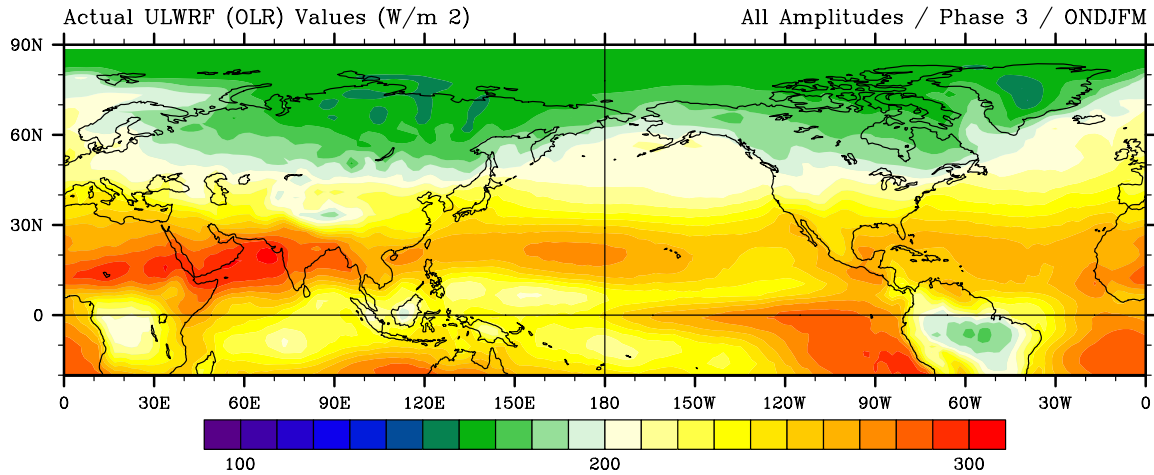 Actual ULWRF (OLR) Values (W/m 2) All Amplitudes / Phase 3 / ONDJFM
90N
60N
30N
0
0 30E 60E 90E 120E 150E 180 150W 120W 90W 60W 30W 0
100 200 300